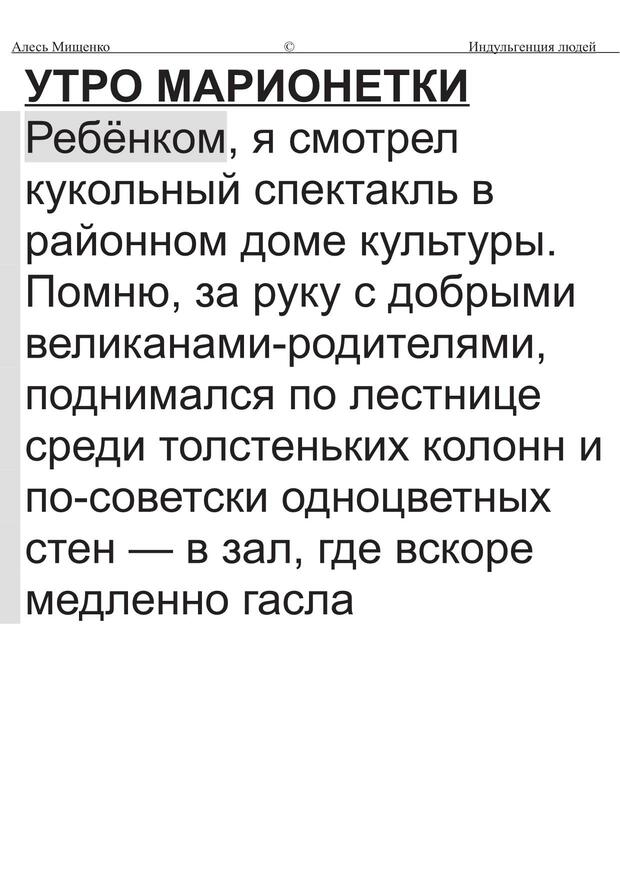 Алесь Мищенко © Индульгенция людей
УТРО МАРИОНЕТКИ
Ребёнком, я смотрел
кукольный спектакль в
районном доме культуры.
Помню, за руку с добрыми
великанами-родителями,
поднимался по лестнице
среди толстеньких колонн и
по-советски одноцветных
стен — в зал, где вскоре
медленно гасла